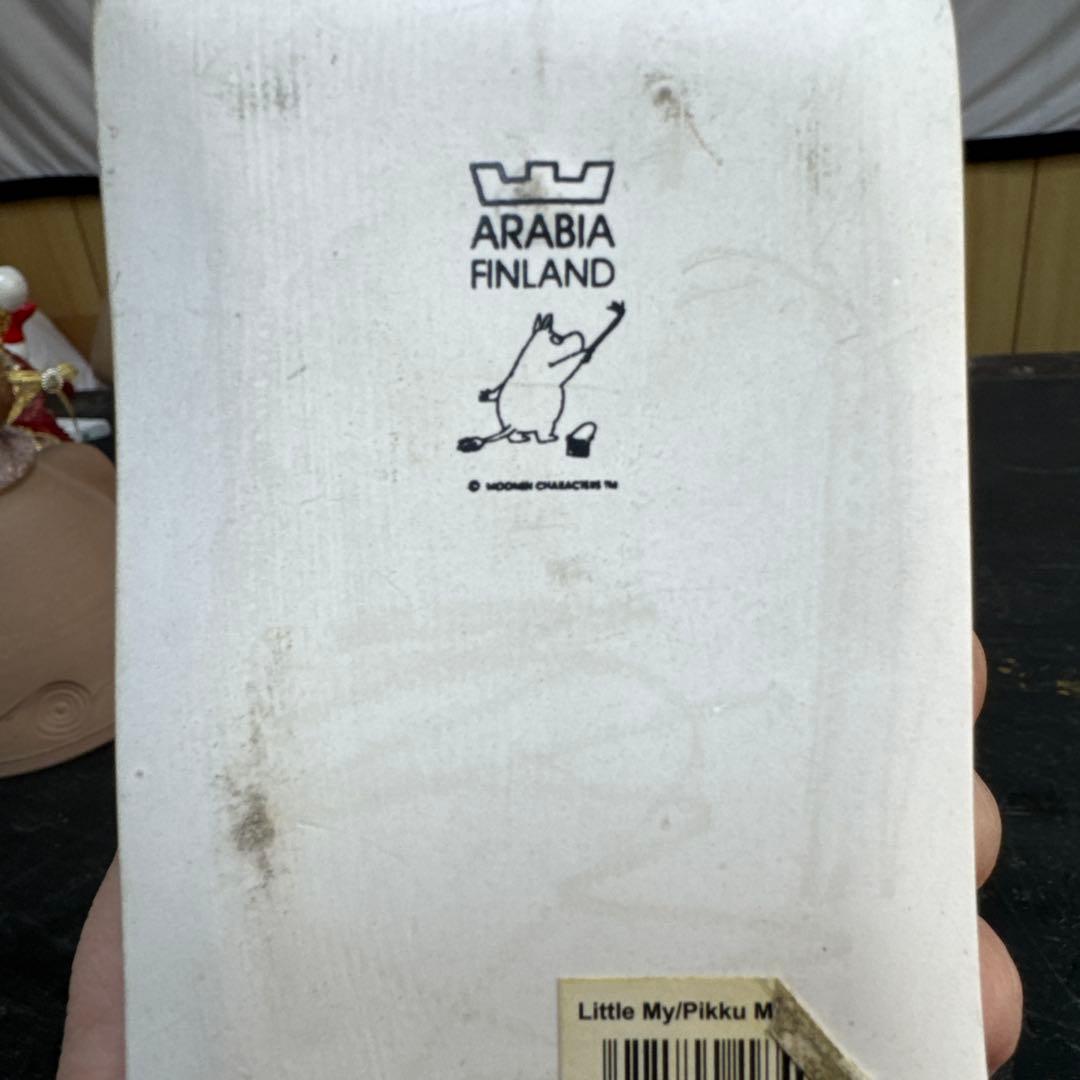 ARABIA
FINLAND
© MOOMIN CHARACTERS ™
Little My/Pikku M